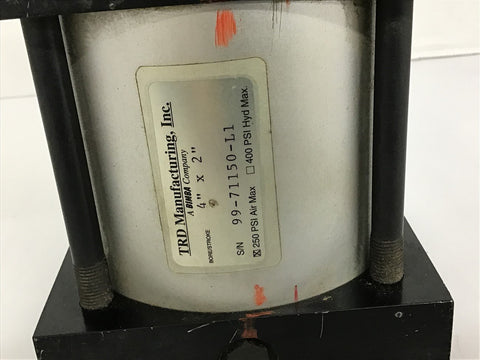 TRD Manufacturing, Inc.
A BIMBA Company
BORE/STROKE 4" x 2"
S/N 99-71150-L1
☒ 250 PSI Air Max ☐ 400 PSI Hyd Max.